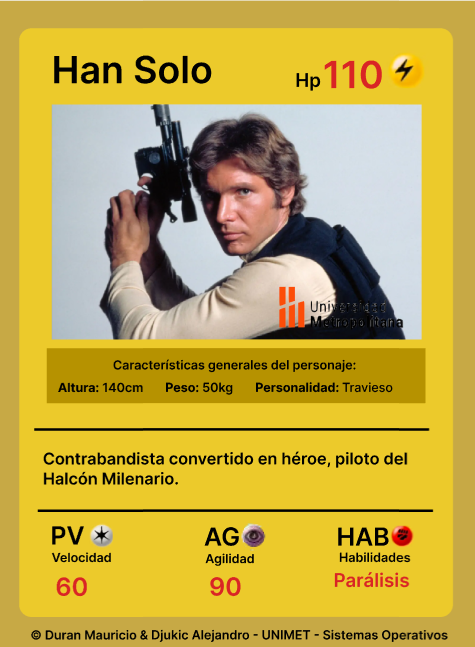 Han Solo
Hp 110
Universidad
Metropolitana
Características generales del personaje:
Altura: 140cm Peso: 50kg Personalidad: Travieso
Contrabandista convertido en héroe, piloto del
Halcón Milenario.
PV AG HAB
Velocidad Agilidad Habilidades
60 90 Parálisis
© Duran Mauricio & Djukic Alejandro - UNIMET - Sistemas Operativos